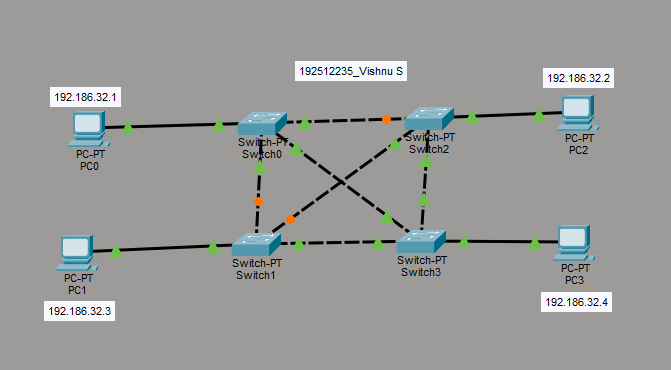 192512235_Vishnu S
192.186.32.1
192.186.32.2
PC-PT
PC0
Switch-PT
Switch0
Switch-PT
Switch2
PC-PT
PC2
PC-PT
PC1
Switch-PT
Switch1
Switch-PT
Switch3
PC-PT
PC3
192.186.32.3
192.186.32.4